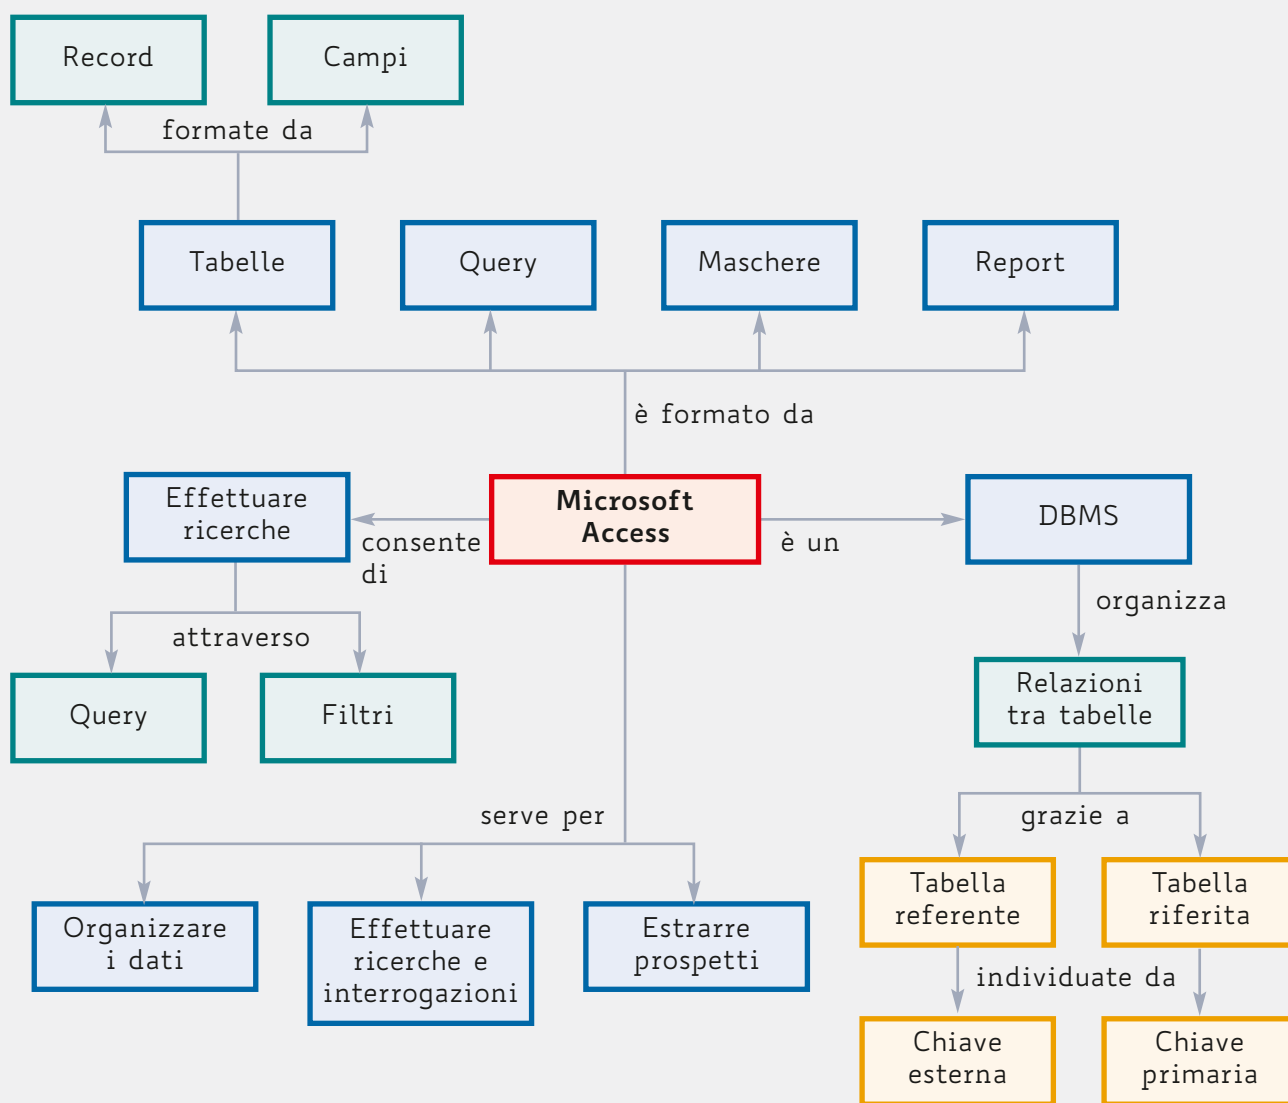 Record
Campi
formate da
Tabelle
Query
Maschere
Report
è formato da
Effettuare
ricerche
consente
di
Microsoft
Access
è un
DBMS
organizza
attraverso
Query
Filtri
Relazioni
tra tabelle
serve per
grazie a
Organizzare
i dati
Effettuare
ricerche e
interrogazioni
Estrarre
prospetti
Tabella
referente
Tabella
riferita
individuate da
Chiave
esterna
Chiave
primaria